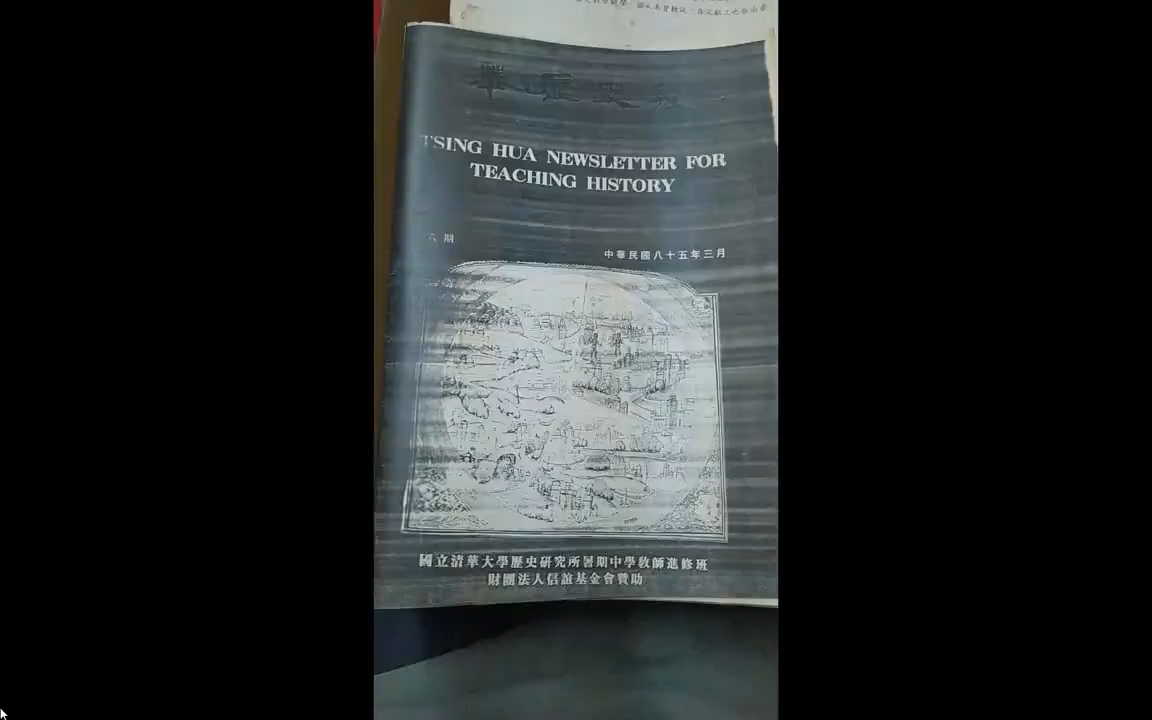 TSING HUA NEWSLETTER FOR
TEACHING HISTORY
六期
中華民國八十五年三月
國立清華大學歷史研究所暑期中學教師進修班
財團法人信誼基金會贊助